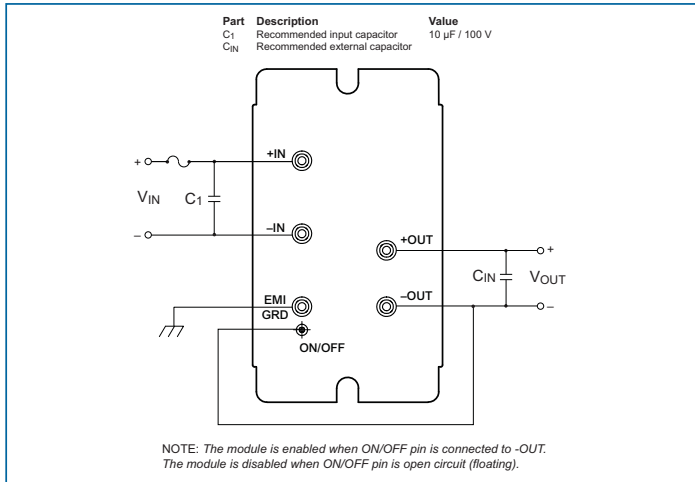 Part Description Value
C1 Recommended input capacitor 10 µF / 100 V
CIN Recommended external capacitor
+IN
+
VIN
C1
–IN
–
+OUT
+
CIN
VOUT
–OUT
–
EMI
GRD
ON/OFF
NOTE: The module is enabled when ON/OFF pin is connected to -OUT.
The module is disabled when ON/OFF pin is open circuit (floating).